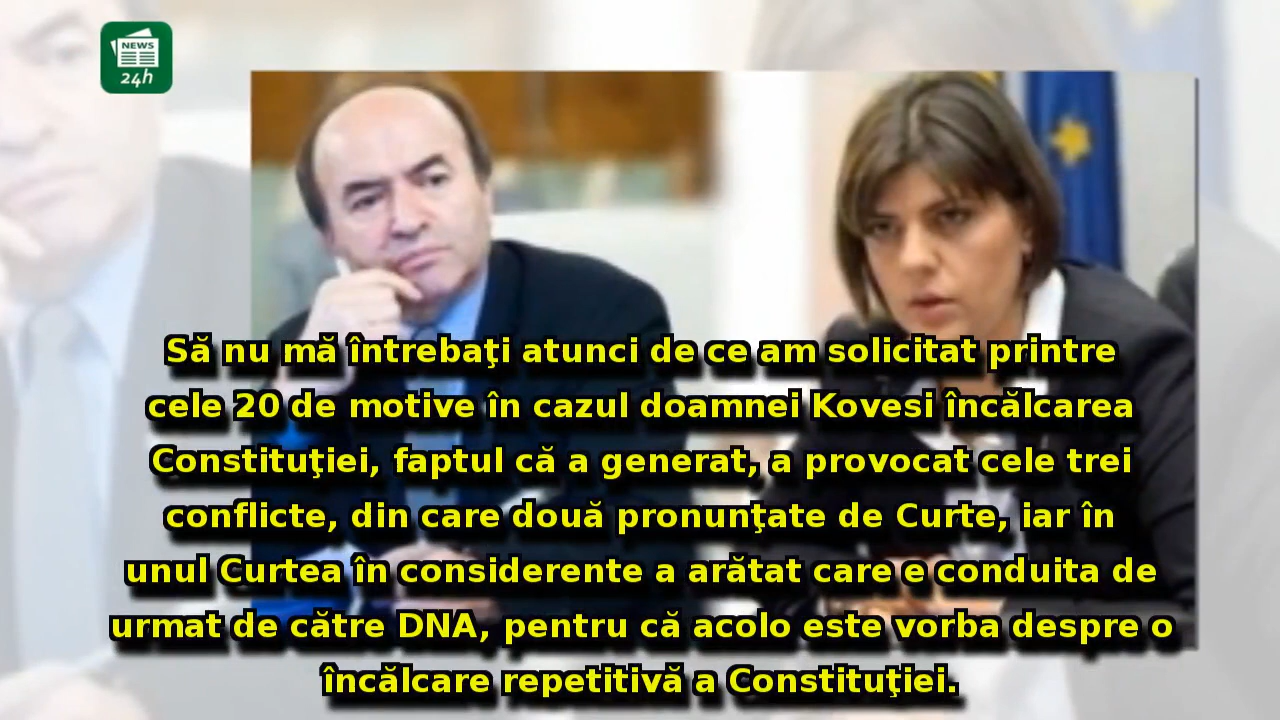 NEWS
24h
Să nu mă întrebaţi atunci de ce am solicitat printre
cele 20 de motive în cazul doamnei Kovesi încălcarea
Constituţiei, faptul că a generat, a provocat cele trei
conflicte, din care două pronunţate de Curte, iar în
unul Curtea în considerente a arătat care e conduita de
urmat de către DNA, pentru că acolo este vorba despre o
încălcare repetitivă a Constituţiei.